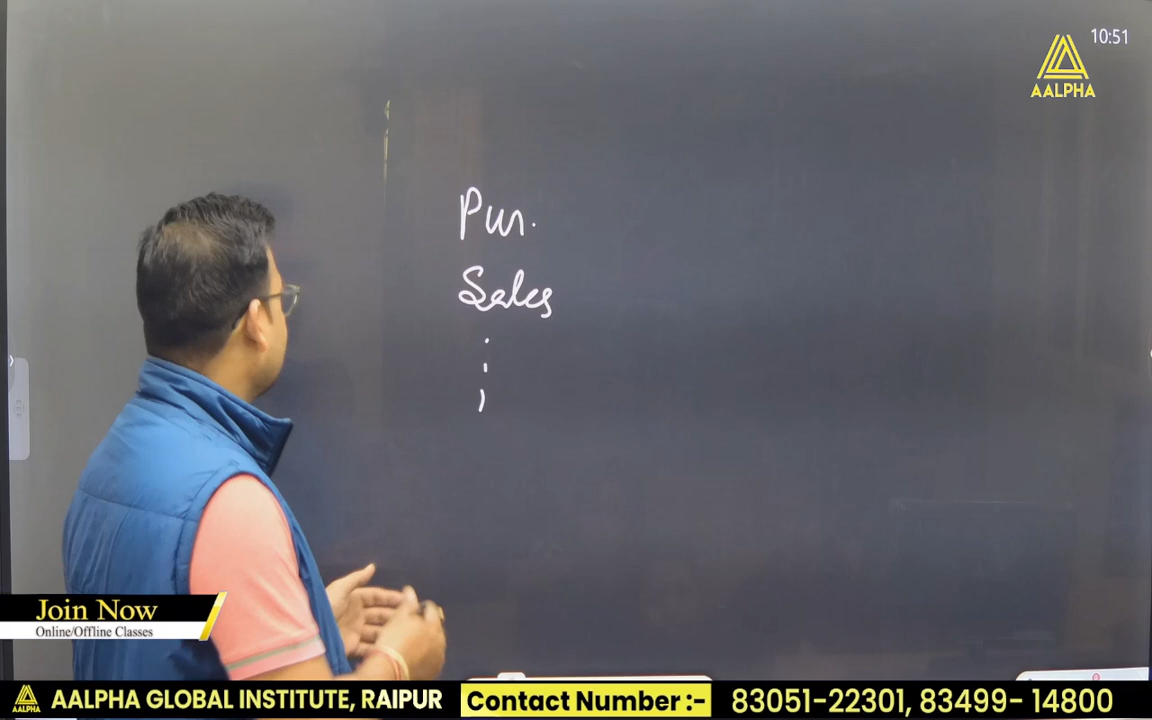 10:51
AALPHA
Pur.
Sales
Join Now
Online/Offline Classes
AALPHA
AALPHA GLOBAL INSTITUTE, RAIPUR
Contact Number :-
83051-22301, 83499- 14800